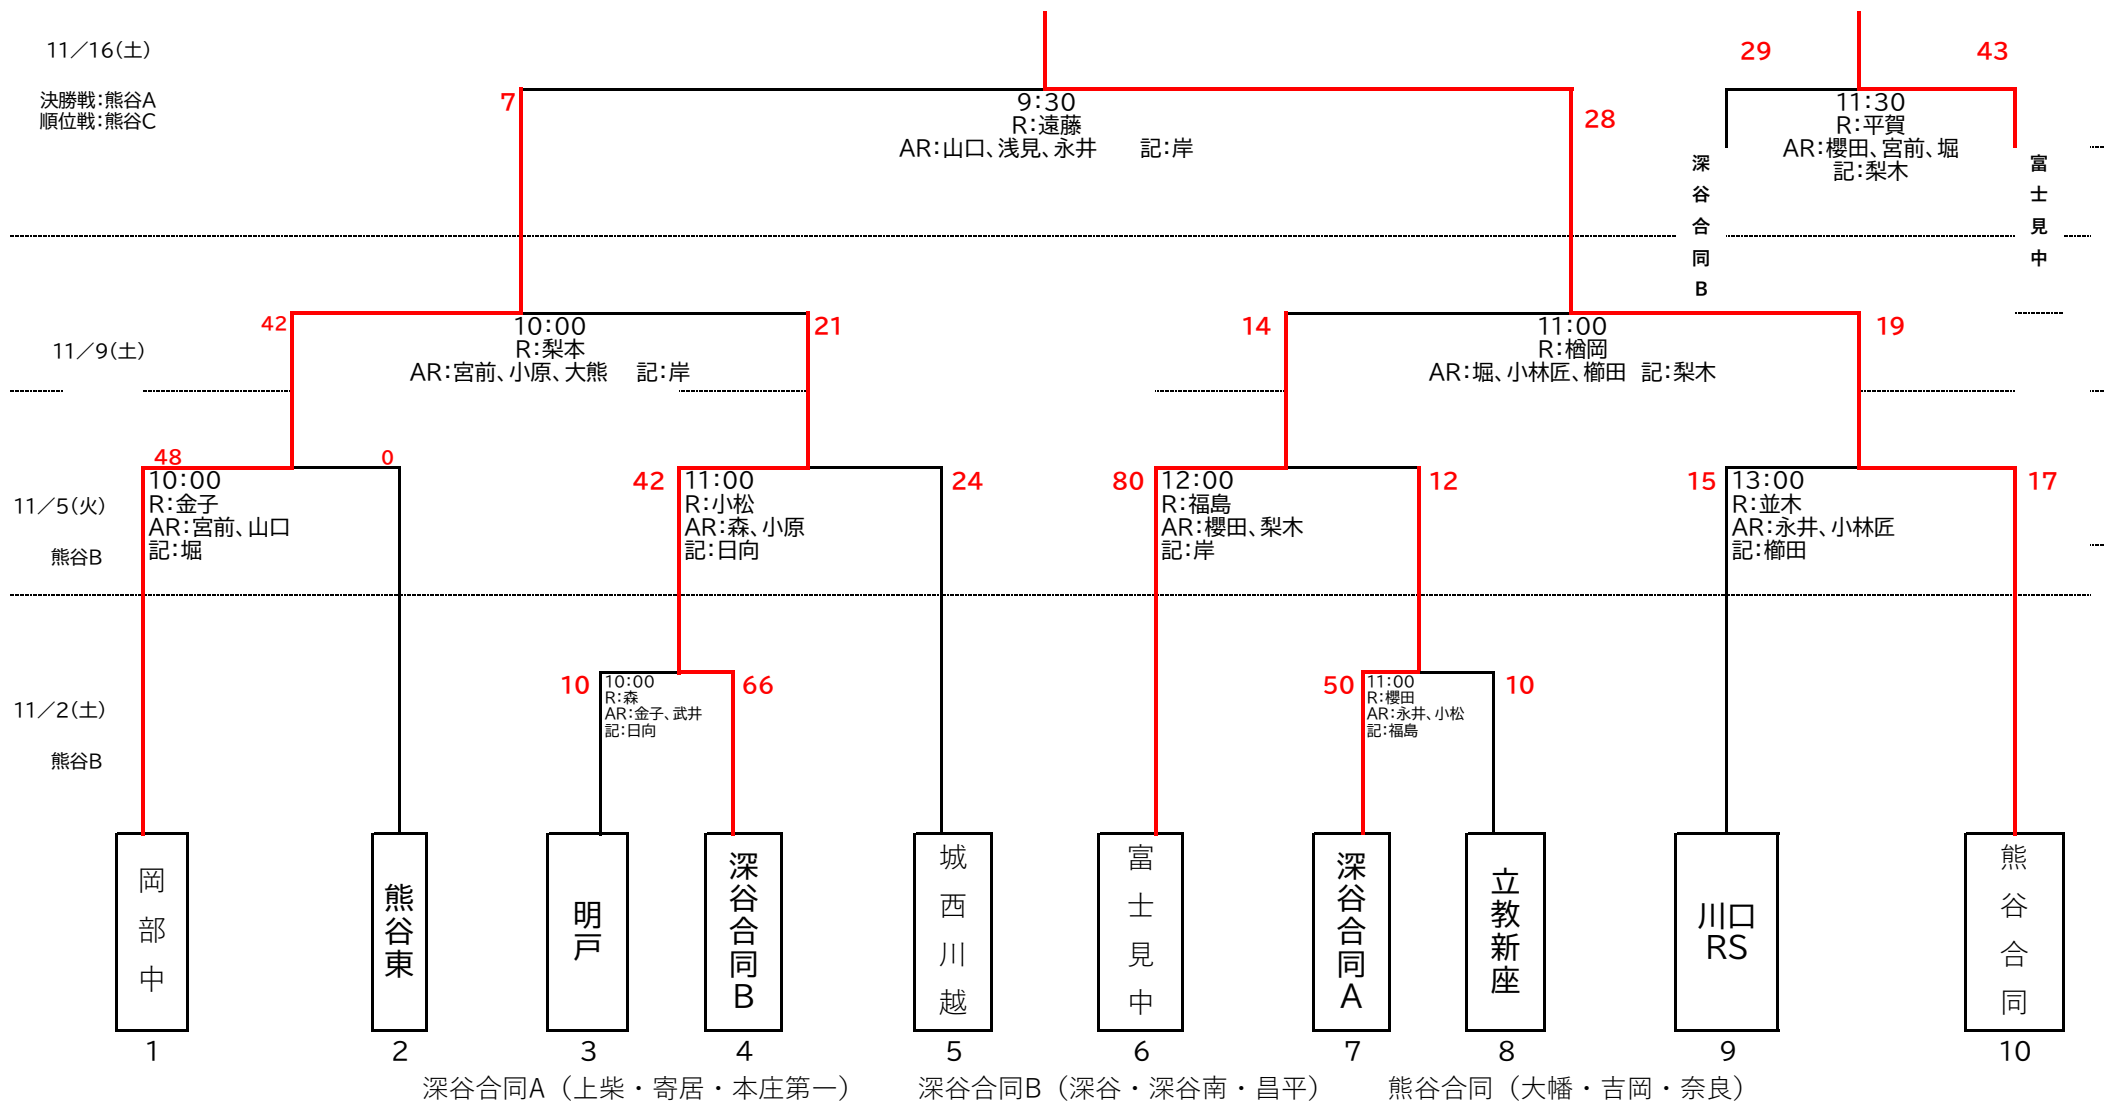 11／16(土)
決勝戦：熊谷A
順位戦：熊谷C
7
9：30
R：遠藤
AR：山口、浅見、永井　　記：岸
28
29
43
11：30
R：平賀
AR：櫻田、宮前、堀
記：梨木
深谷合同B
富士見中
11／9(土)
42
10：00
R：梨本
AR：宮前、小原、大熊　記：岸
21
14
11：00
R：楢岡
AR：堀、小林匠、櫛田　記：梨木
19
11／5(火)
熊谷B
48
0
10：00
R：金子
AR：宮前、山口
記：堀
42
11：00
R：小松
AR：森、小原
記：日向
24
80
12：00
R：福島
AR：櫻田、梨木
記：岸
12
15
13：00
R：並木
AR：永井、小林匠
記：櫛田
17
11／2(土)
熊谷B
10
10：00
R：森
AR：金子、武井
記：日向
66
50
11：00
R：櫻田
AR：永井、小松
記：福島
10
岡部中
熊谷東
明戸
深谷合同B
城西川越
富士見中
深谷合同A
立教新座
川口
RS
熊谷合同
1
2
3
4
5
6
7
8
9
10
深谷合同A（上柴・寄居・本庄第一）　　深谷合同B（深谷・深谷南・昌平）　　熊谷合同（大幡・吉岡・奈良）